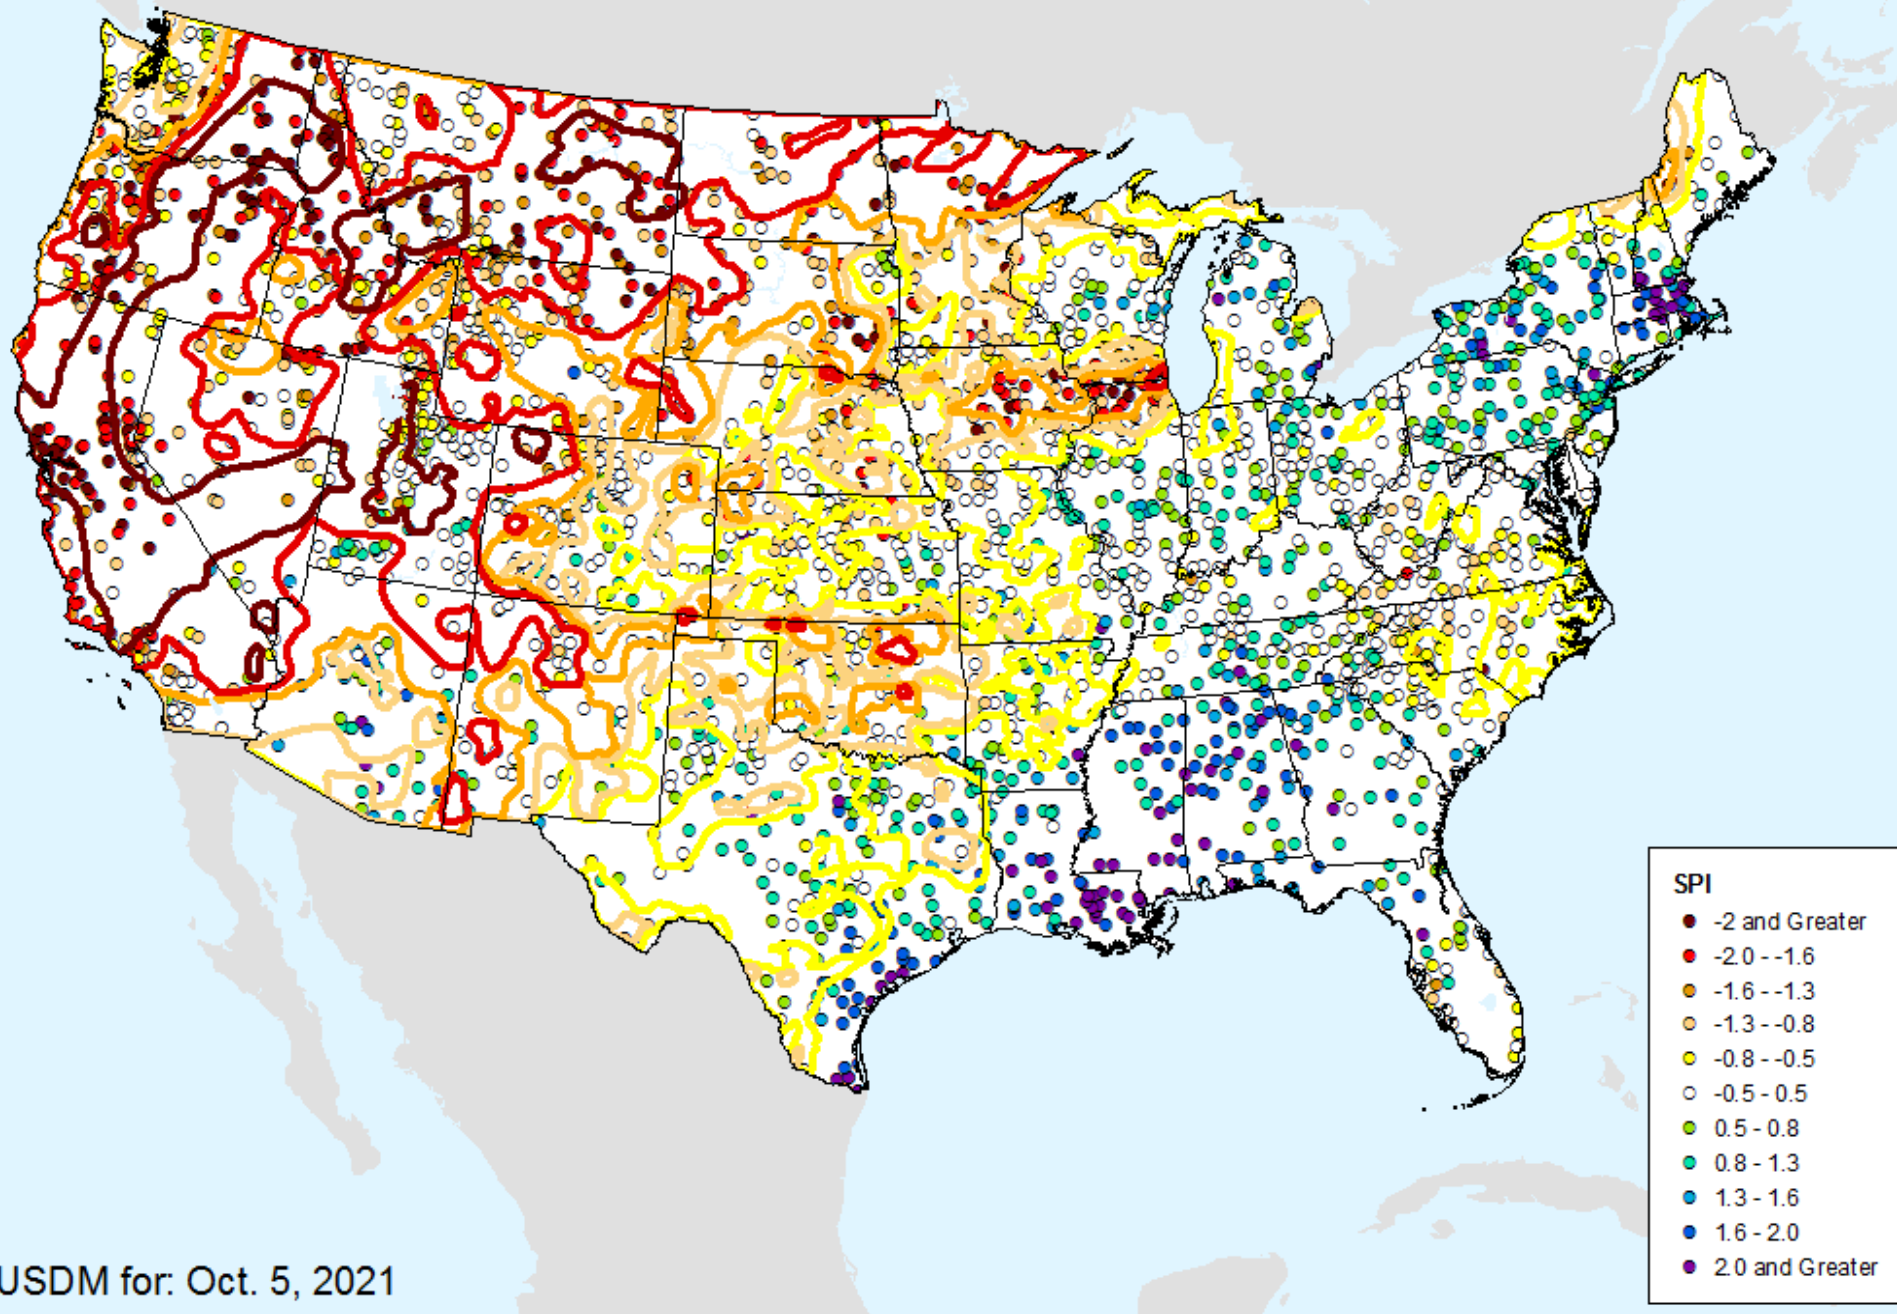 SPI
-2 and Greater
-2.0 - -1.6
-1.6 - -1.3
-1.3 - -0.8
-0.8 - -0.5
-0.5 - 0.5
0.5 - 0.8
0.8 - 1.3
1.3 - 1.6
1.6 - 2.0
2.0 and Greater
USDM for: Oct. 5, 2021